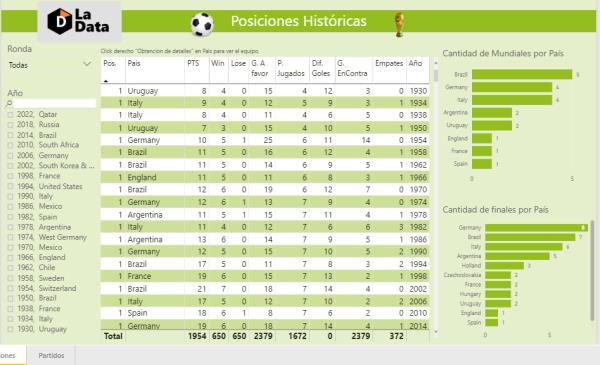 La
Data
Posiciones Históricas
Ronda
Todas
Click derecho "Obtancion de detalles" en País para ver el equipo.
Pos. País PTS Win Lose G. A favor P. Jugados Dif. Goles G. EnContra Empates Año
1 Uruguay 8 4 0 15 4 12 3 0 1930
1 Italy 9 4 0 12 5 9 3 1 1934
1 Italy 8 4 0 11 4 6 5 0 1938
1 Uruguay 7 3 0 15 4 10 5 1 1950
1 Germany 10 5 1 25 6 11 14 0 1954
1 Brazil 11 5 0 16 6 12 4 1 1958
1 Brazil 11 5 0 14 6 9 5 1 1962
1 England 11 5 0 11 6 8 3 1 1966
1 Brazil 12 6 0 19 6 12 7 0 1970
1 Germany 12 6 1 13 7 9 4 0 1974
1 Argentina 11 5 1 15 7 11 4 1 1978
1 Italy 11 4 0 12 7 6 6 3 1982
1 Argentina 13 6 0 14 7 9 5 1 1986
1 Germany 12 5 0 15 7 10 5 2 1990
1 Brazil 17 5 0 11 7 8 3 2 1994
1 France 19 6 0 15 7 13 2 1 1998
1 Brazil 21 7 0 18 7 14 4 0 2002
1 Italy 17 5 0 12 7 10 2 2 2006
1 Spain 18 6 1 8 7 6 2 0 2010
1 Germany 19 6 0 18 7 14 4 1 2014
Total 1954 650 650 2379 1672 0 2379 372
Año
2022, Qatar
2018, Russia
2014, Brazil
2010, South Africa
2006, Germany
2002, South Korea & ...
1998, France
1994, United States
1990, Italy
1986, Mexico
1982, Spain
1978, Argentina
1974, West Germany
1970, Mexico
1966, England
1962, Chile
1958, Sweden
1954, Switzerland
1950, Brazil
1938, France
1934, Italy
1930, Uruguay
Cantidad de Mundiales por País
Brazil 5
Germany 4
Italy 4
Argentina 2
Uruguay 2
England 1
France 1
Spain 1
0 5
Cantidad de finales por País
Germany 8
Brazil 7
Italy 6
Argentina 5
Holland 3
Czechoslovakia 2
France 2
Hungary 2
Uruguay 2
England 1
Spain 1
0 5
iones Partidos